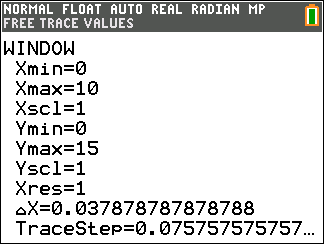 NORMAL FLOAT AUTO REAL RADIAN MP
FREE TRACE VALUES
WINDOW
Xmin=0
Xmax=10
Xscl=1
Ymin=0
Ymax=15
Yscl=1
Xres=1
△X=0.037878787878788
TraceStep=0.075757575757…